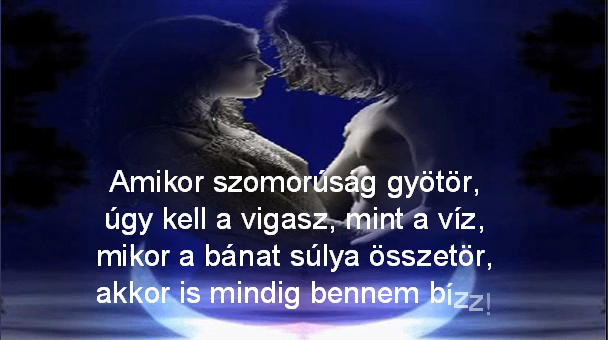 Amikor szomorúság gyötör,
úgy kell a vigasz, mint a víz,
mikor a bánat súlya összetör,
akkor is mindig bennem bízz!